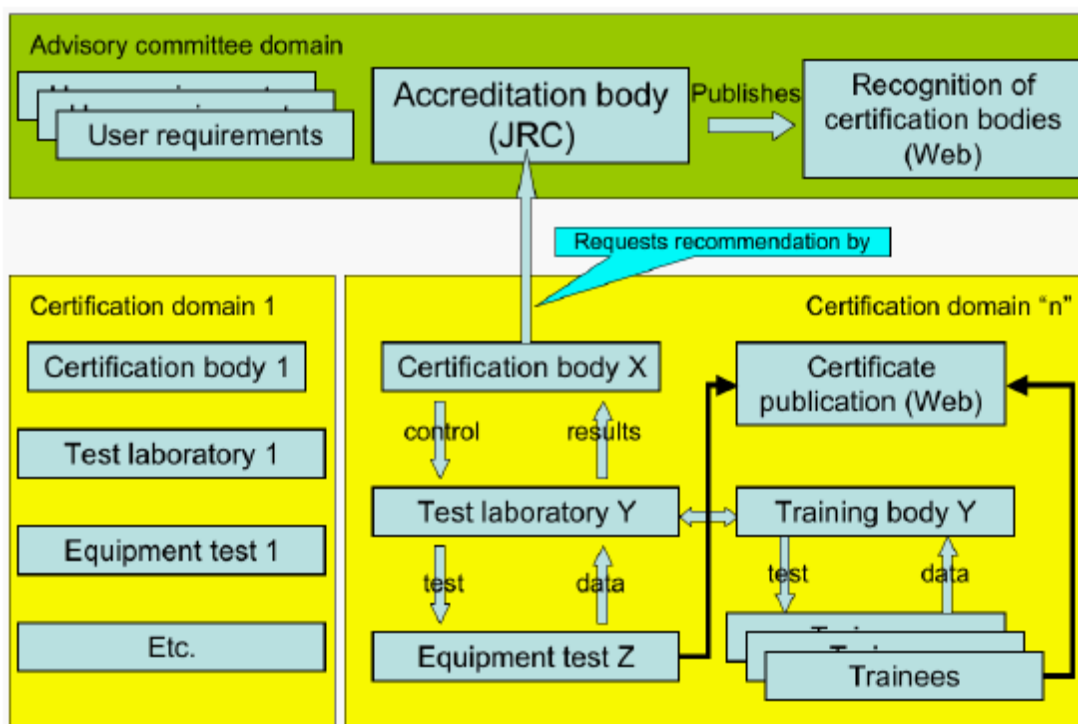 Advisory committee domain
User requirements
Accreditation body
(JRC)
Publishes
Recognition of
certification bodies
(Web)
Requests recommendation by
Certification domain 1
Certification body 1
Test laboratory 1
Equipment test 1
Etc.
Certification domain “n”
Certification body X
Certificate
publication (Web)
control
results
Test laboratory Y
Training body Y
test
data
test
data
Equipment test Z
Trainees